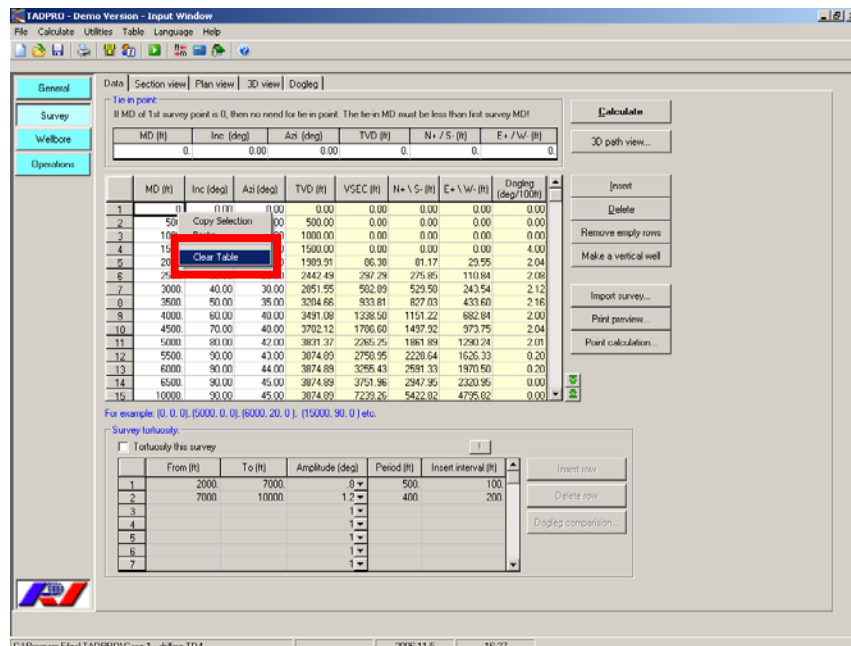 TADPRO - Demo Version - Input Window
File Calculate Utilities Table Language Help
General
Survey
Wellbore
Operations
Data Section view Plan view 3D view Dogleg
Tie-in point:
If MD of 1st survey point is 0, then no need for tie-in point. The tie-in MD must be less than first survey MD!
MD (ft) Inc (deg) Azi (deg) TVD (ft) N+ / S- (ft) E+ / W- (ft)
0. 0.00 0.00 0. 0. 0.
Calculate
3D path view...
MD (ft) Inc (deg) Azi (deg) TVD (ft) VSEC (ft) N+ \ S- (ft) E+ \ W- (ft) Dogleg (deg/100ft)
1 0.00 0.00 0.00 0.00 0.00
2 500.00 0.00 0.00 0.00 0.00
3 1000.00 0.00 0.00 0.00 0.00
4 1500.00 0.00 0.00 0.00 4.00
5 1989.91 86.38 81.17 29.55 2.04
6 2442.49 297.29 275.85 110.84 2.08
7 3000. 40.00 30.00 2851.55 582.89 529.58 243.54 2.12
8 3500. 50.00 35.00 3204.66 933.81 827.03 433.60 2.16
9 4000. 60.00 40.00 3491.08 1338.50 1151.22 682.84 2.00
10 4500. 70.00 40.00 3702.12 1786.60 1497.92 973.75 2.04
11 5000. 80.00 42.00 3831.37 2265.25 1861.89 1290.24 2.01
12 5500. 90.00 43.00 3874.89 2758.95 2228.64 1626.33 0.20
13 6000. 90.00 44.00 3874.89 3255.43 2591.33 1970.50 0.20
14 6500. 90.00 45.00 3874.89 3751.96 2947.95 2320.95 0.00
15 10000. 90.00 45.00 3874.89 7239.26 5422.82 4795.82 0.00
Copy Selection
Clear Table
Insert
Delete
Remove empty rows
Make a vertical well
Import survey...
Print preview...
Point calculation...
For example: (0, 0, 0), (5000, 0, 0), (6000, 20, 0 ), (15000, 90, 0 ) etc.
Survey tortuosity:
Tortuosity this survey
!
From (ft) To (ft) Amplitude (deg) Period (ft) Insert interval (ft)
1 2000. 7000. .8 500. 100.
2 7000. 10000. 1.2 400. 200.
3 1
4 1
5 1
6 1
7 1
Insert row
Delete row
Dogleg comparision...